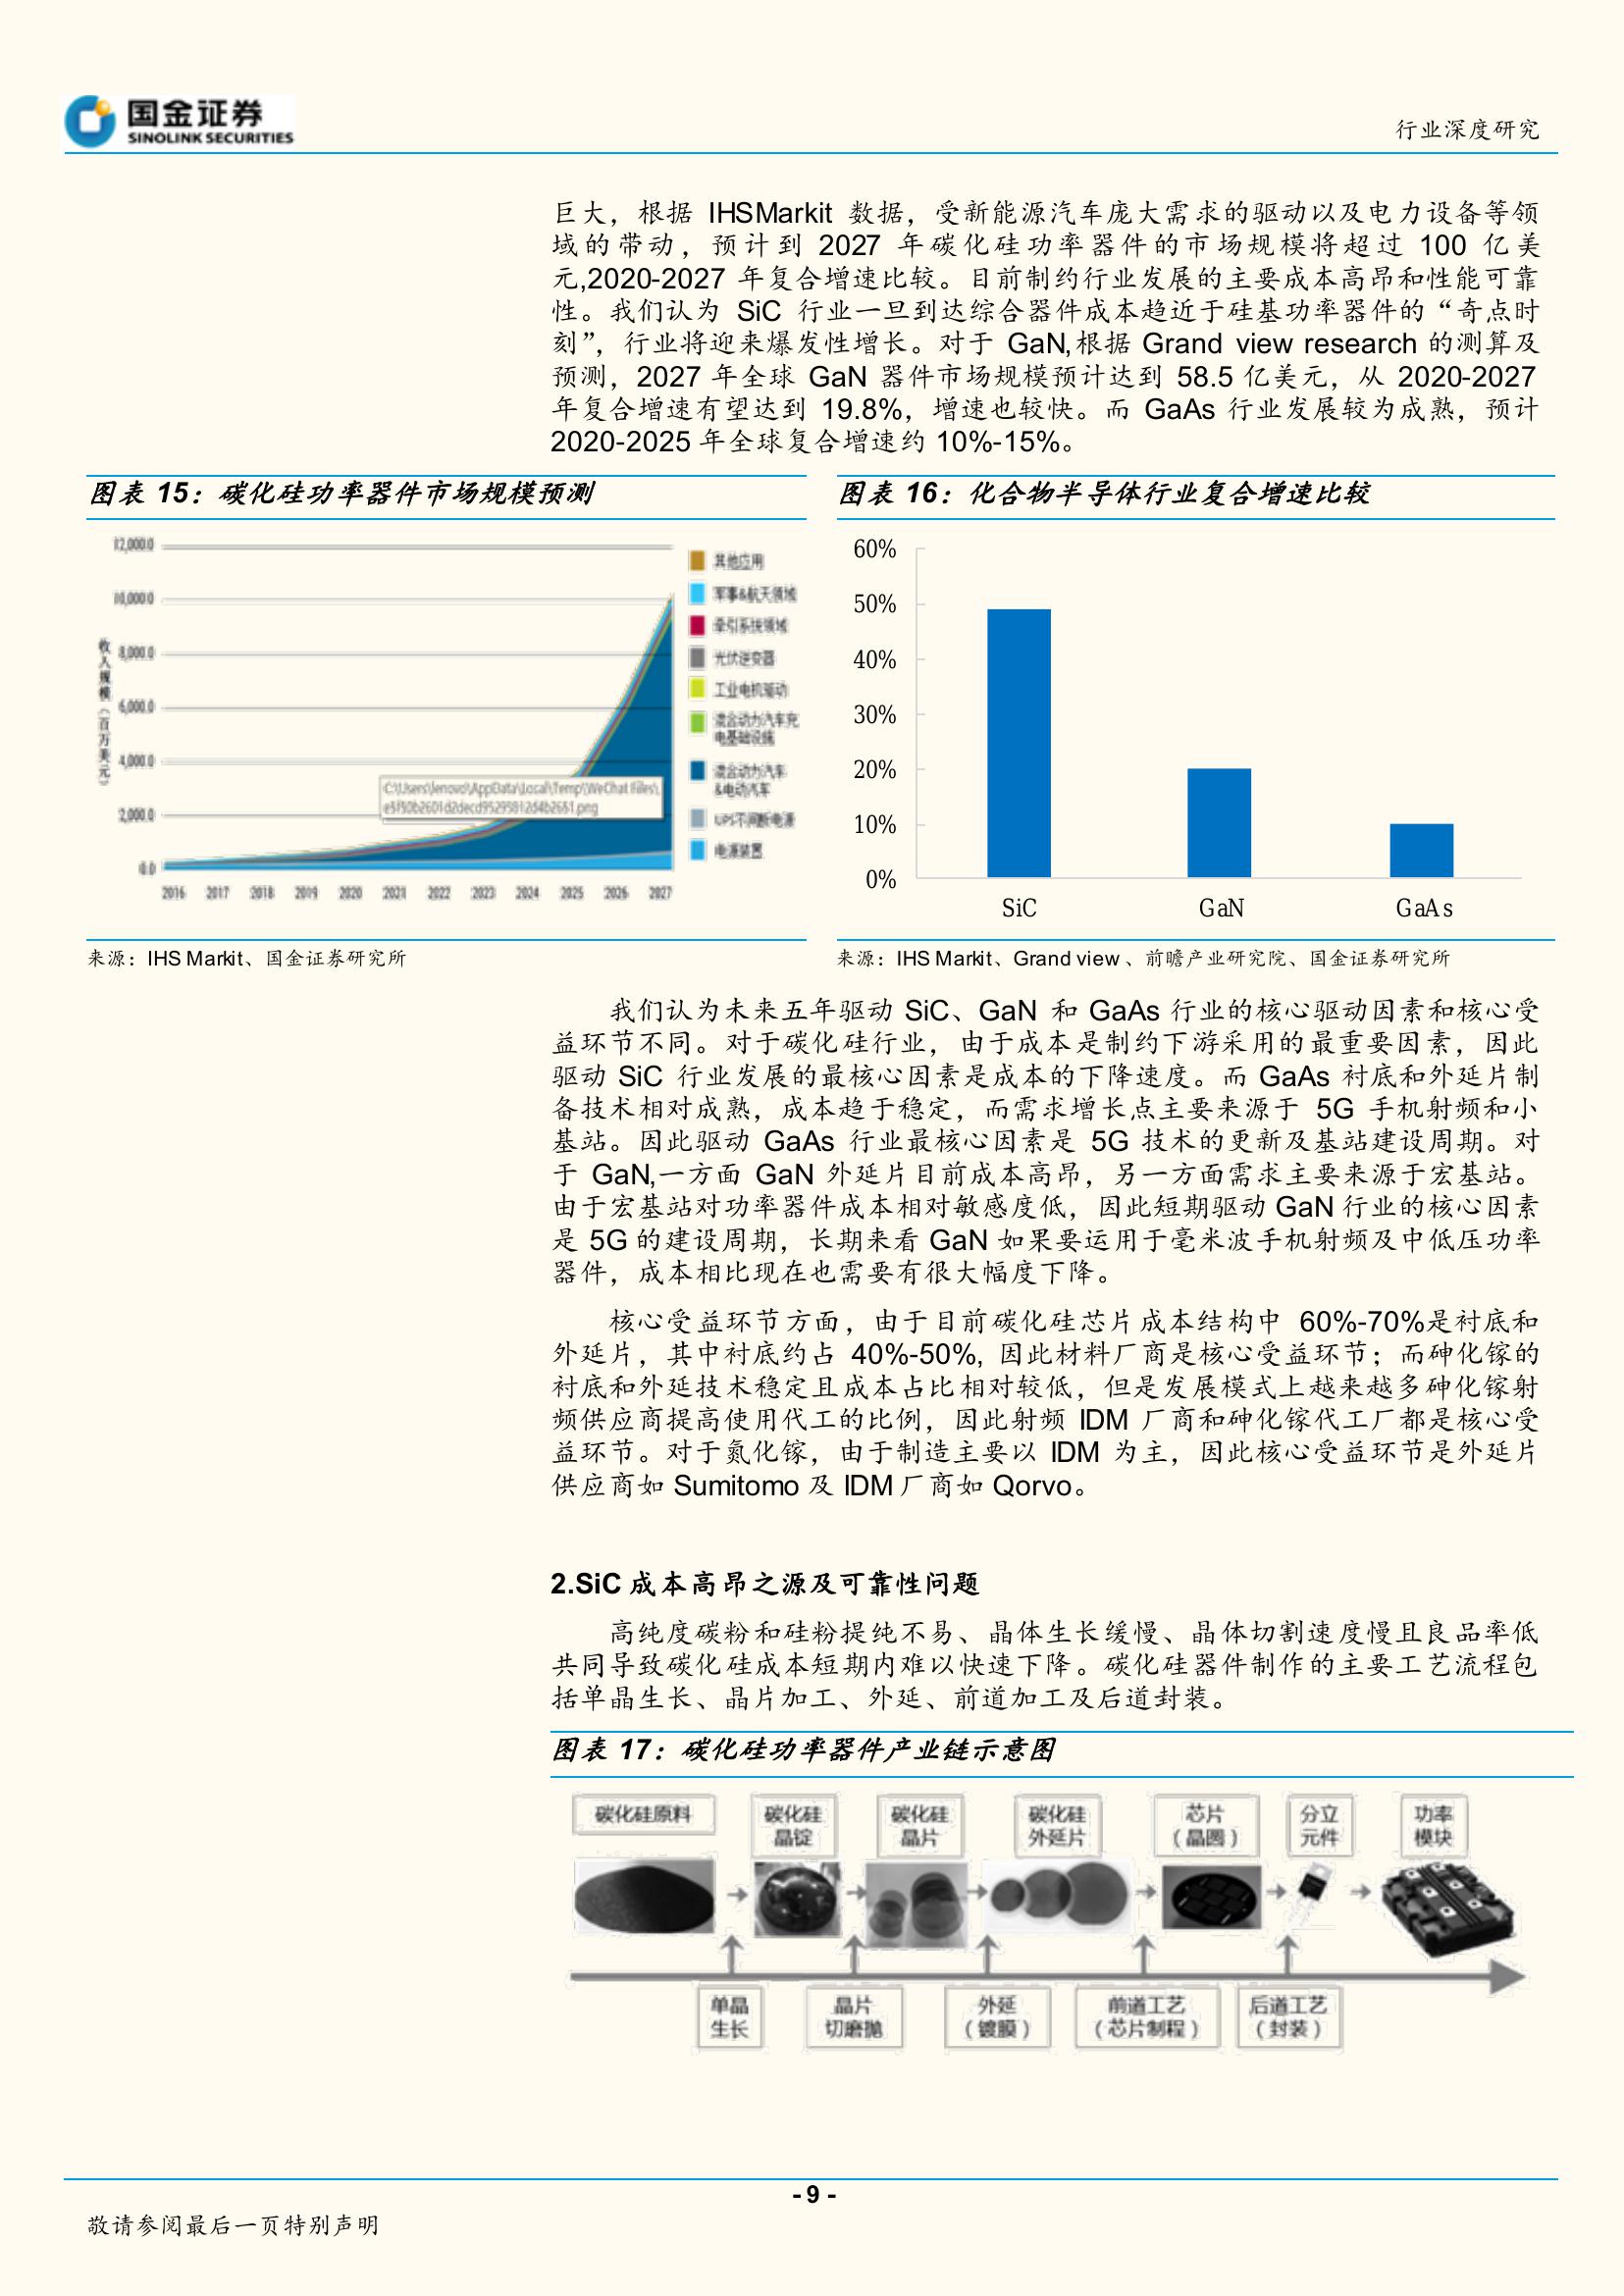 国金证券
SINOLINK SECURITIES
行业深度研究
巨大，根据 IHSMarkit 数据，受新能源汽车庞大需求的驱动以及电力设备等领
域的带动，预计到 2027 年碳化硅功率器件的市场规模将超过 100 亿美
元,2020-2027 年复合增速比较。目前制约行业发展的主要成本高昂和性能可靠
性。我们认为 SiC 行业一旦到达综合器件成本趋近于硅基功率器件的“奇点时
刻”，行业将迎来爆发性增长。对于 GaN,根据 Grand view research 的测算及
预测，2027 年全球 GaN 器件市场规模预计达到 58.5 亿美元，从 2020-2027
年复合增速有望达到 19.8%，增速也较快。而 GaAs 行业发展较为成熟，预计
2020-2025 年全球复合增速约 10%-15%。
图表 15：碳化硅功率器件市场规模预测
收入规模（百万美元）
12,000.0
10,000.0
8,000.0
6,000.0
4,000.0
2,000.0
0.0
2016 2017 2018 2019 2020 2021 2022 2023 2024 2025 2026 2027
其他应用
军事&航天领域
牵引系统领域
光伏逆变器
工业电机驱动
混合动力汽车充
电基础设施
混合动力汽车
&电动汽车
UPS不间断电源
电源装置
C:\Users\lenovo\AppData\Local\Temp\WeChat Files\
来源：IHS Markit、国金证券研究所
图表 16：化合物半导体行业复合增速比较
60%
50%
40%
30%
20%
10%
0%
SiC GaN GaAs
来源：IHS Markit、Grand view 、前瞻产业研究院、国金证券研究所
我们认为未来五年驱动 SiC、GaN 和 GaAs 行业的核心驱动因素和核心受
益环节不同。对于碳化硅行业，由于成本是制约下游采用的最重要因素，因此
驱动 SiC 行业发展的最核心因素是成本的下降速度。而 GaAs 衬底和外延片制
备技术相对成熟，成本趋于稳定，而需求增长点主要来源于 5G 手机射频和小
基站。因此驱动 GaAs 行业最核心因素是 5G 技术的更新及基站建设周期。对
于 GaN,一方面 GaN 外延片目前成本高昂，另一方面需求主要来源于宏基站。
由于宏基站对功率器件成本相对敏感度低，因此短期驱动 GaN 行业的核心因素
是 5G 的建设周期，长期来看 GaN 如果要运用于毫米波手机射频及中低压功率
器件，成本相比现在也需要有很大幅度下降。
核心受益环节方面，由于目前碳化硅芯片成本结构中 60%-70%是衬底和
外延片，其中衬底约占 40%-50%, 因此材料厂商是核心受益环节；而砷化镓的
衬底和外延技术稳定且成本占比相对较低，但是发展模式上越来越多砷化镓射
频供应商提高使用代工的比例，因此射频 IDM 厂商和砷化镓代工厂都是核心受
益环节。对于氮化镓，由于制造主要以 IDM 为主，因此核心受益环节是外延片
供应商如 Sumitomo 及 IDM 厂商如 Qorvo。
2.SiC 成本高昂之源及可靠性问题
高纯度碳粉和硅粉提纯不易、晶体生长缓慢、晶体切割速度慢且良品率低
共同导致碳化硅成本短期内难以快速下降。碳化硅器件制作的主要工艺流程包
括单晶生长、晶片加工、外延、前道加工及后道封装。
图表 17：碳化硅功率器件产业链示意图
碳化硅原料
碳化硅
晶锭
碳化硅
晶片
碳化硅
外延片
芯片
（晶圆）
分立
元件
功率
模块
单晶
生长
晶片
切磨抛
外延
（镀膜）
前道工艺
（芯片制程）
后道工艺
（封装）
- 9 -
敬请参阅最后一页特别声明